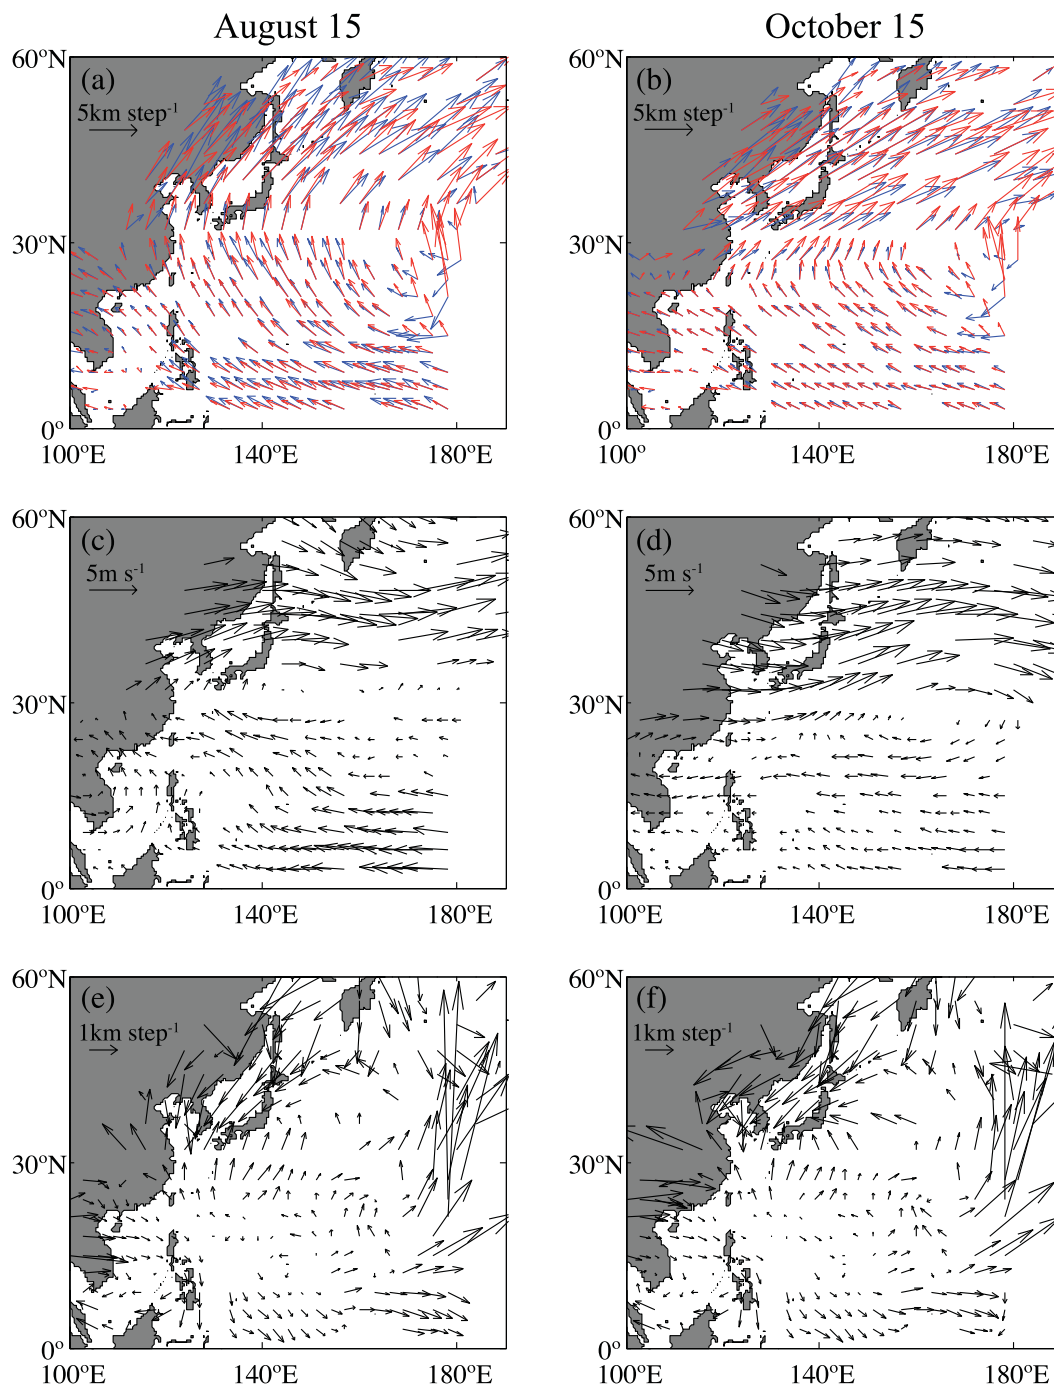 August 15 October 15
60°N (a) 5km step⁻¹ 30°N 0° 100°E 140°E 180°E
60°N (b) 5km step⁻¹ 30°N 0° 100° 140°E 180°E
60°N (c) 5m s⁻¹ 30°N 0° 100°E 140°E 180°E
60°N (d) 5m s⁻¹ 30°N 0° 100°E 140°E 180°E
60°N (e) 1km step⁻¹ 30°N 0° 100°E 140°E 180°E
60°N (f) 1km step⁻¹ 30°N 0° 100°E 140°E 180°E